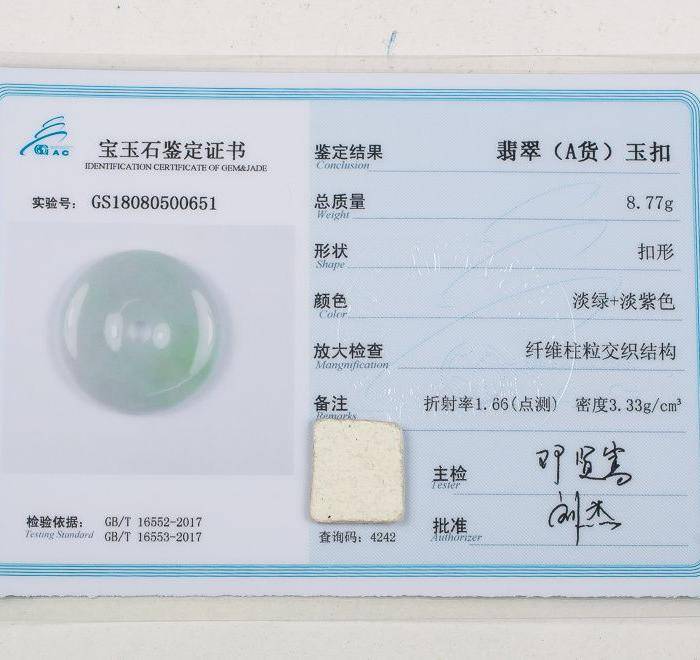 GIAC
宝玉石鉴定证书
IDENTIFICATION CERTIFICATE OF GEM&JADE
实验号： GS18080500651
检验依据： GB/T 16552-2017
Testing Standard GB/T 16553-2017
鉴定结果 翡翠（A货）玉扣
Conclusion
总质量 8.77g
Weight
形状 扣形
Shape
颜色 淡绿+淡紫色
Color
放大检查 纤维柱粒交织结构
Mangnification
备注 折射率1.66(点测) 密度3.33g/cm³
Remarks
主检
Tester
批准 刘杰
Authorizer
查询码：4242